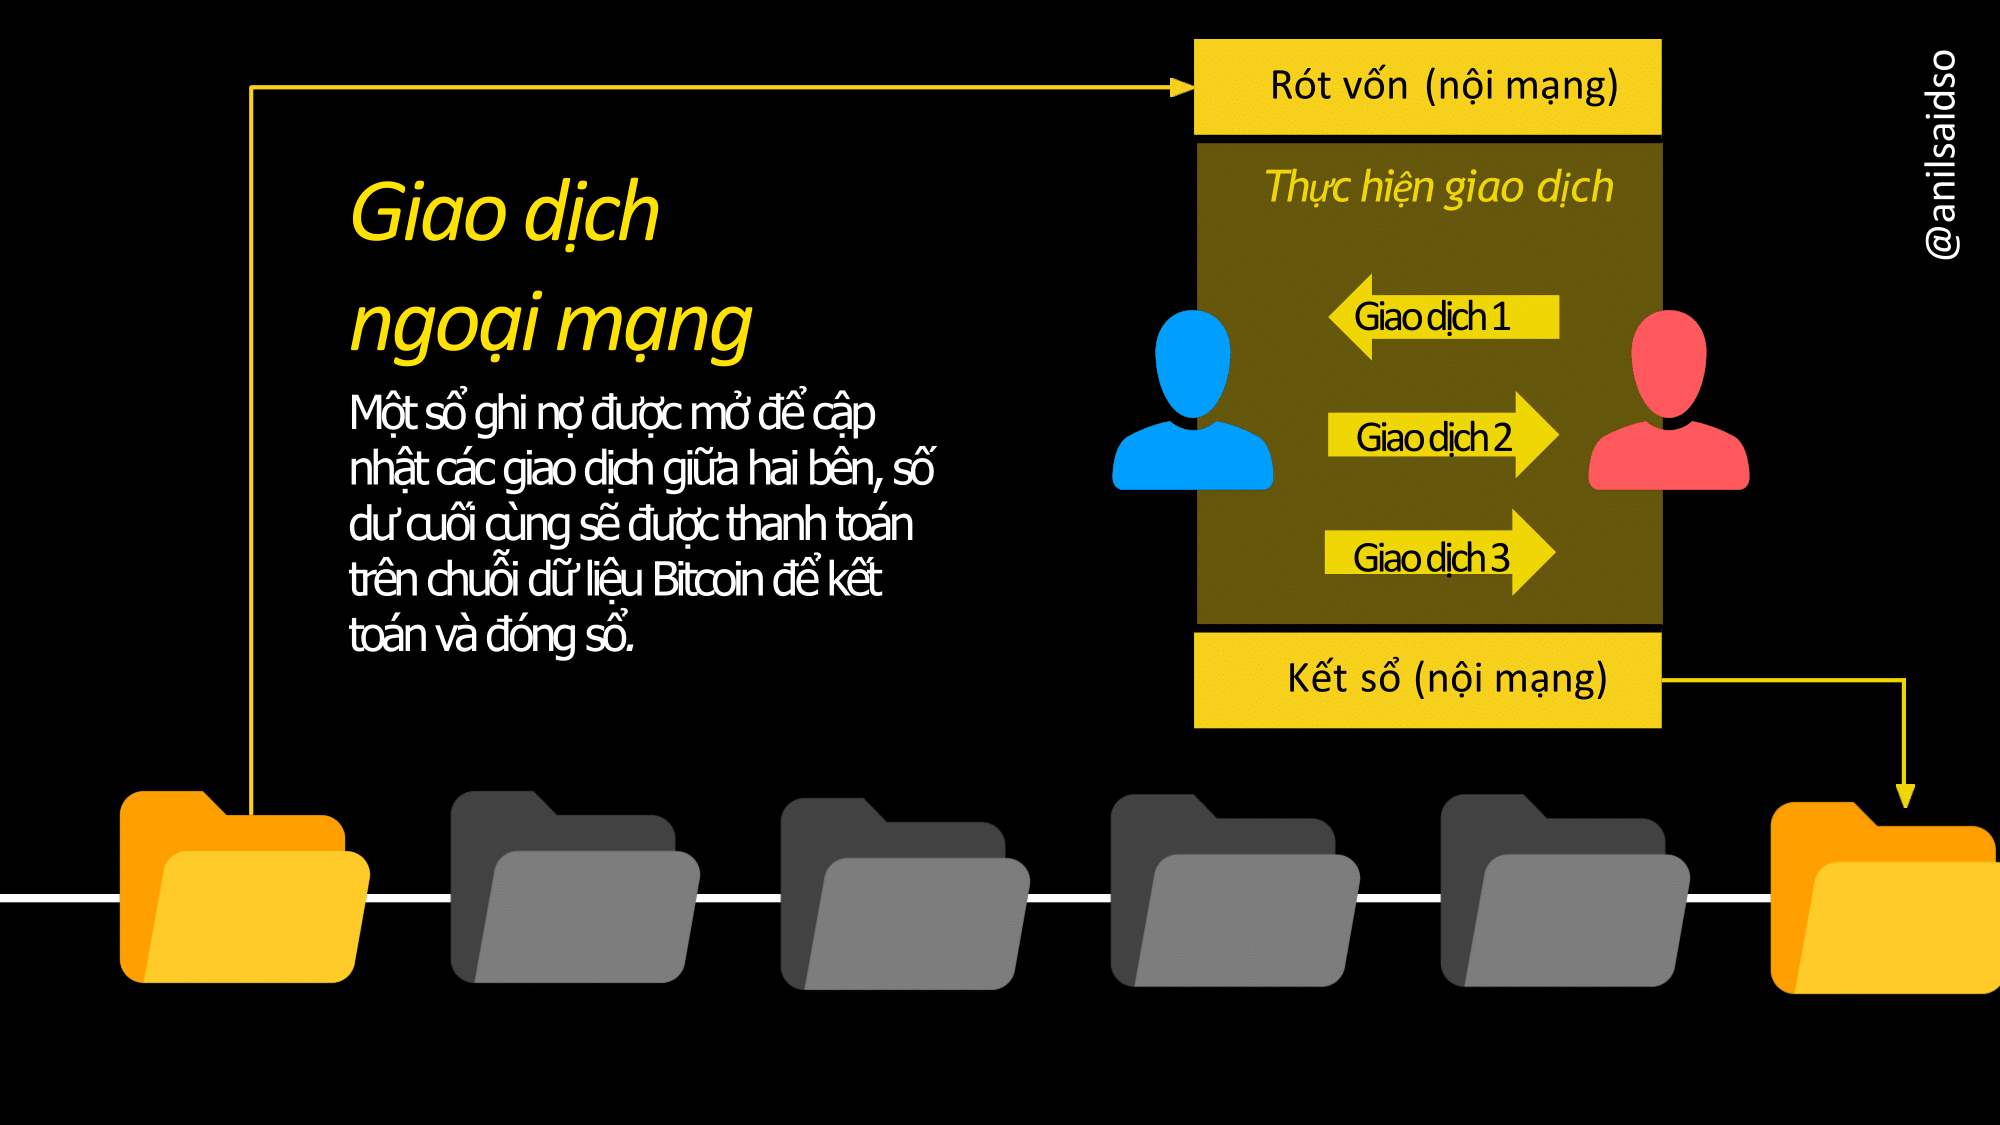 Rót vốn (nội mạng)
@anilsaidso
Giao dịch
ngoại mạng
Một sổ ghi nợ được mở để cập
nhật các giao dịch giữa hai bên, số
dư cuối cùng sẽ được thanh toán
trên chuỗi dữ liệu Bitcoin để kết
toán và đóng sổ.
Thực hiện giao dịch
Giao dịch 1
Giao dịch 2
Giao dịch 3
Kết sổ (nội mạng)